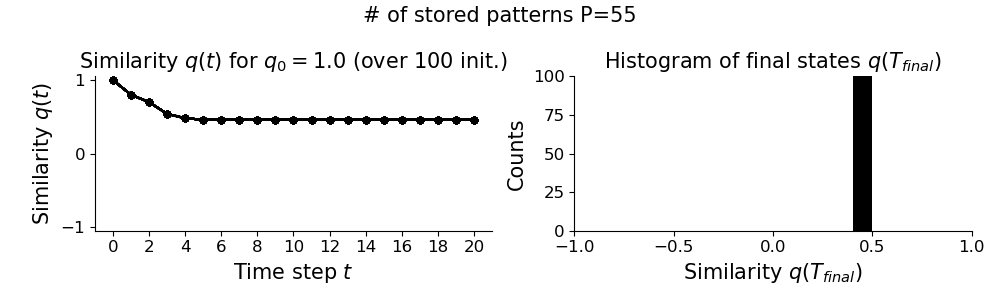 # of stored patterns P=55
Similarity q(t) for q₀ = 1.0 (over 100 init.)
1
0
−1
Similarity q(t)
0 2 4 6 8 10 12 14 16 18 20
Time step t
Histogram of final states q(T_final)
100
75
50
25
0
Counts
−1.0 −0.5 0.0 0.5 1.0
Similarity q(T_final)